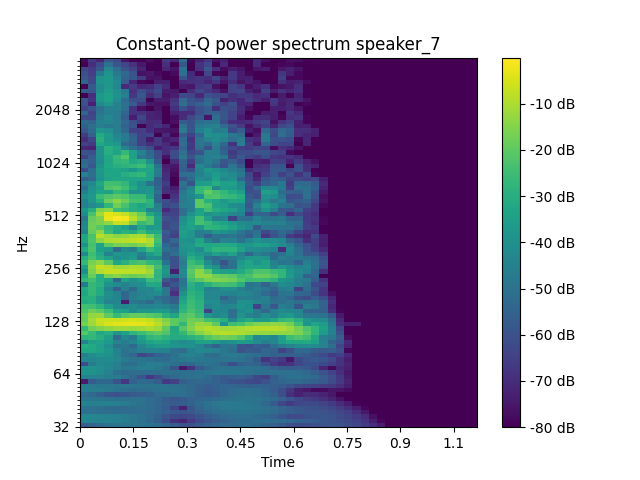 Constant-Q power spectrum speaker_7
Hz
2048
1024
512
256
128
64
32
0 0.15 0.3 0.45 0.6 0.75 0.9 1.1
Time
-10 dB
-20 dB
-30 dB
-40 dB
-50 dB
-60 dB
-70 dB
-80 dB